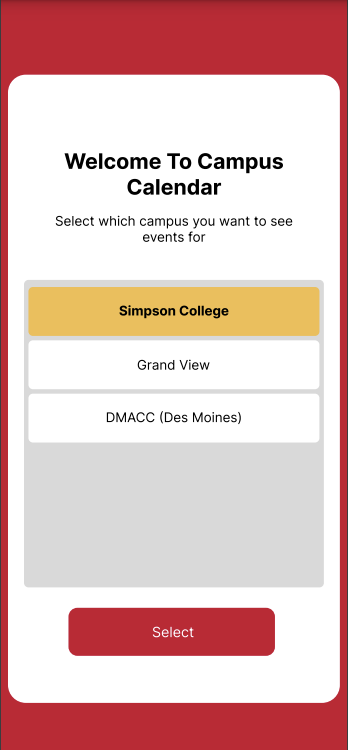 Welcome To Campus
Calendar
Select which campus you want to see
events for
Simpson College
Grand View
DMACC (Des Moines)
Select